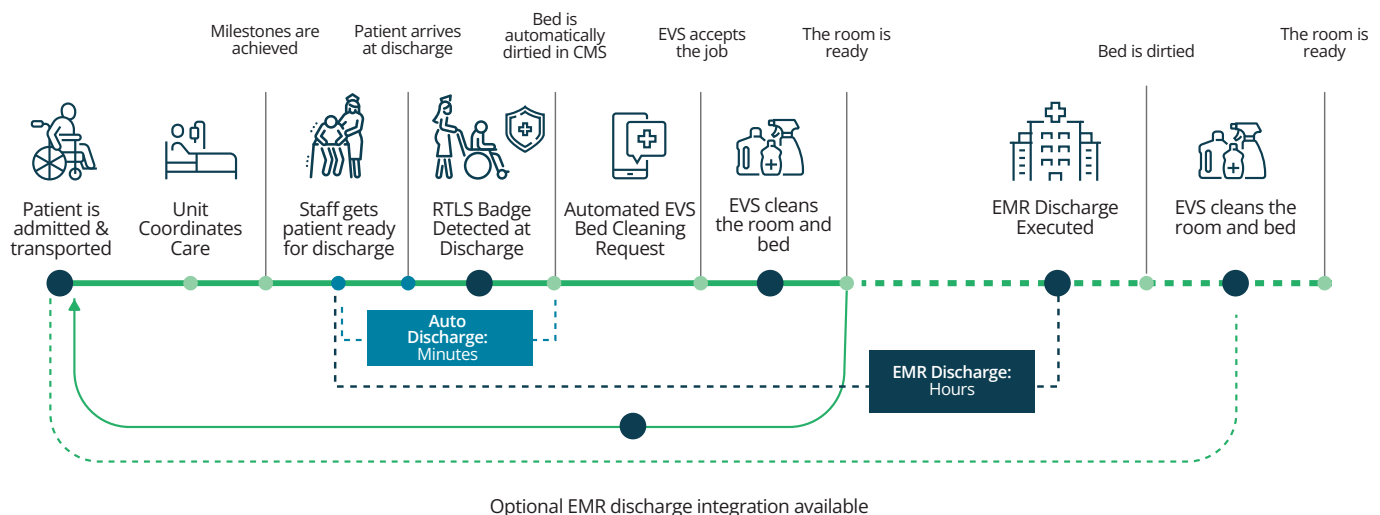 Milestones are
achieved
Patient arrives
at discharge
Bed is
automatically
dirtied in CMS
EVS accepts
the job
The room is
ready
Bed is dirtied
The room is
ready
Patient is
admitted &
transported
Unit
Coordinates
Care
Staff gets
patient ready
for discharge
RTLS Badge
Detected at
Discharge
Automated EVS
Bed Cleaning
Request
EVS cleans
the room and
bed
EMR Discharge
Executed
EVS cleans the
room and bed
Auto
Discharge:
Minutes
EMR Discharge:
Hours
Optional EMR discharge integration available